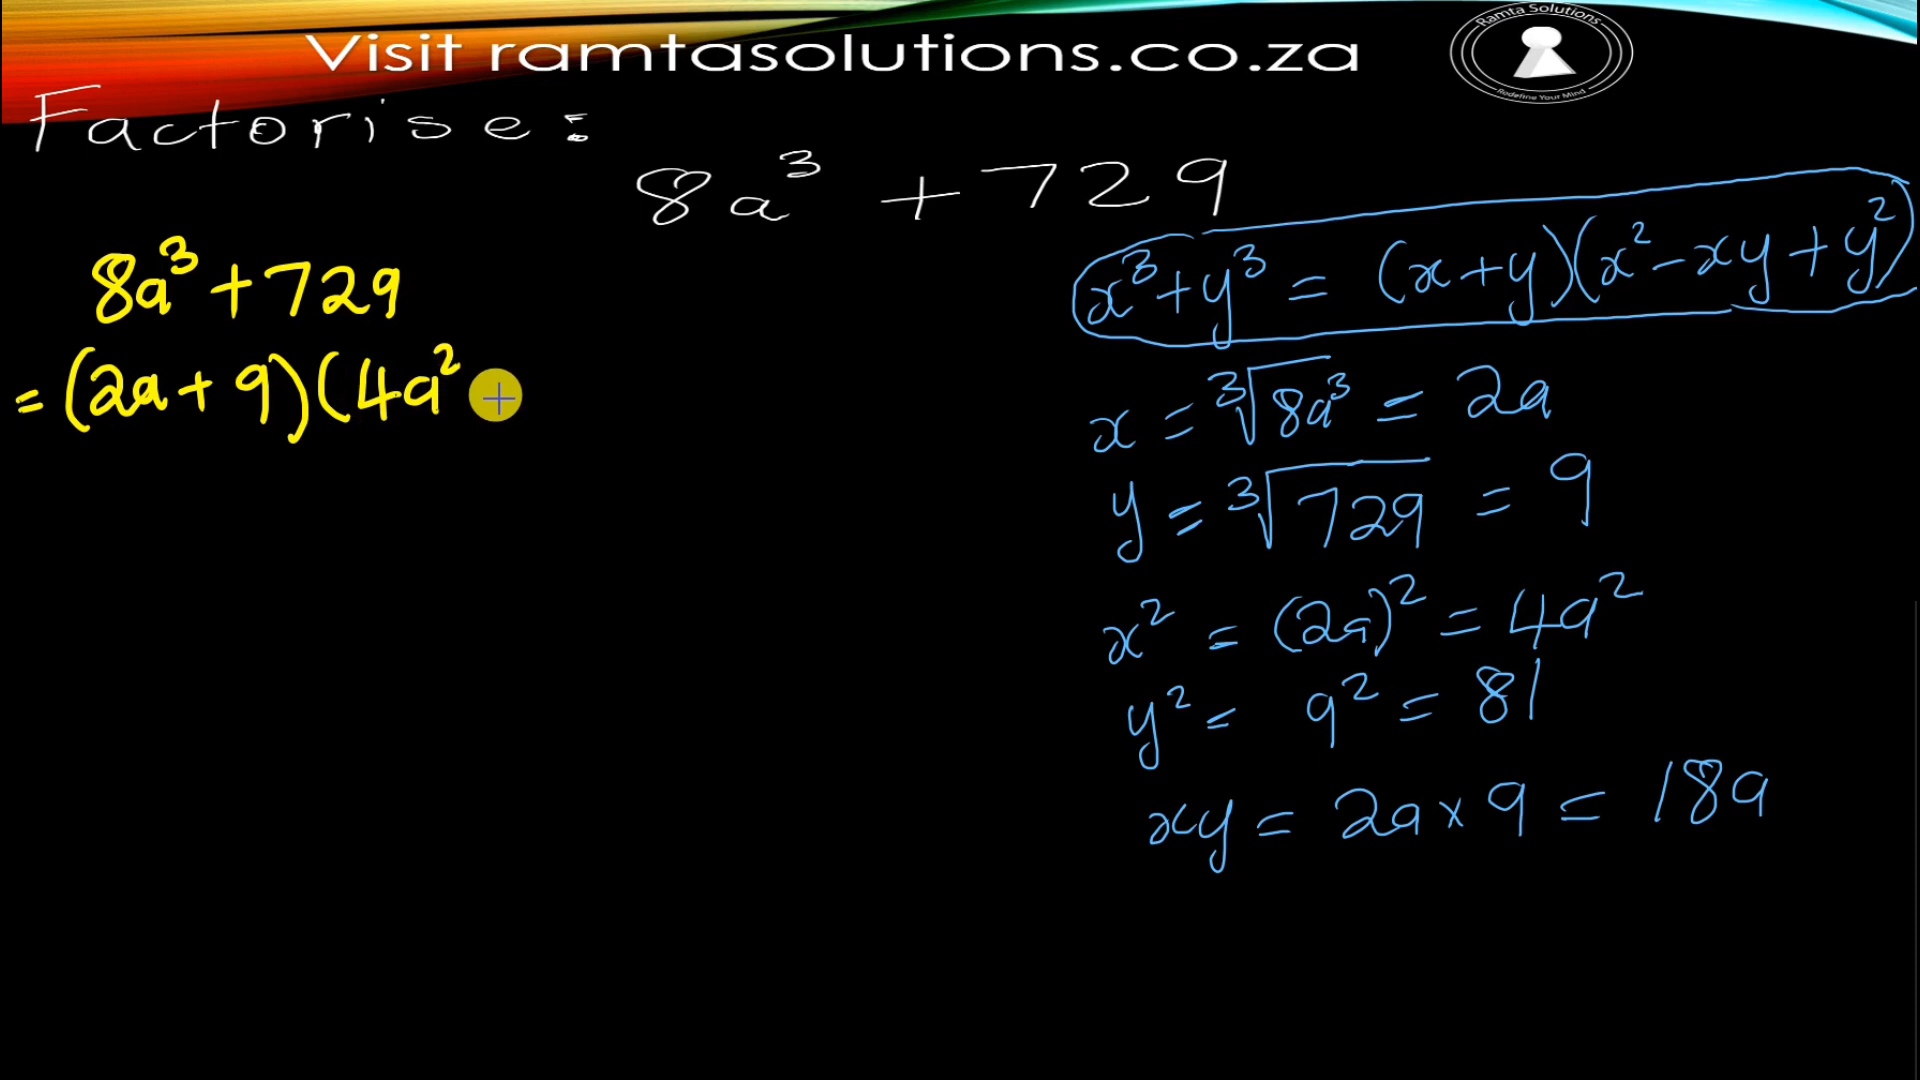 Visit ramtasolutions.co.za
Ramta Solutions
Redefine Your Mind
Factorise:
8a³ + 729
8a³ + 729
= (2a + 9)(4a²
x³ + y³ = (x + y)(x² - xy + y²)
x = ∛8a³ = 2a
y = ∛729 = 9
x² = (2a)² = 4a²
y² = 9² = 81
xy = 2a × 9 = 18a